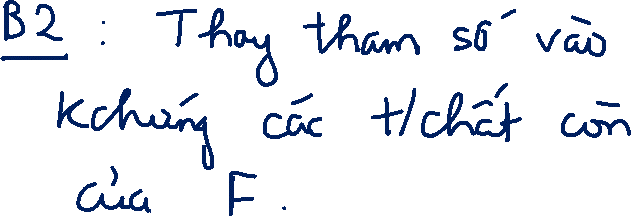 B2 : Thay tham số vào
kchứng các t/chất còn
của F.